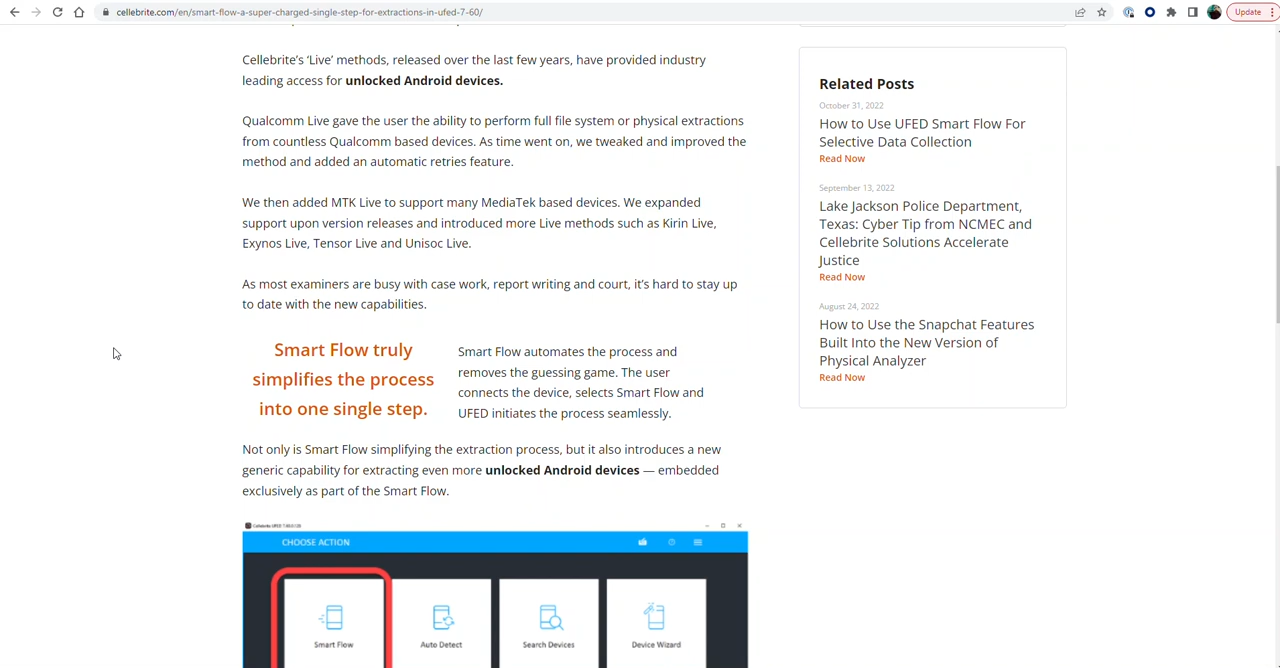 cellebrite.com/en/smart-flow-a-super-charged-single-step-for-extractions-in-ufed-7-60/
Update
Cellebrite's ‘Live’ methods, released over the last few years, have provided industry
leading access for unlocked Android devices.
Qualcomm Live gave the user the ability to perform full file system or physical extractions
from countless Qualcomm based devices. As time went on, we tweaked and improved the
method and added an automatic retries feature.
We then added MTK Live to support many MediaTek based devices. We expanded
support upon version releases and introduced more Live methods such as Kirin Live,
Exynos Live, Tensor Live and Unisoc Live.
As most examiners are busy with case work, report writing and court, it’s hard to stay up
to date with the new capabilities.
Smart Flow truly
simplifies the process
into one single step.
Smart Flow automates the process and
removes the guessing game. The user
connects the device, selects Smart Flow and
UFED initiates the process seamlessly.
Not only is Smart Flow simplifying the extraction process, but it also introduces a new
generic capability for extracting even more unlocked Android devices — embedded
exclusively as part of the Smart Flow.
CHOOSE ACTION
Smart Flow
Auto Detect
Search Devices
Device Wizard
Related Posts
October 31, 2022
How to Use UFED Smart Flow For
Selective Data Collection
Read Now
September 13, 2022
Lake Jackson Police Department,
Texas: Cyber Tip from NCMEC and
Cellebrite Solutions Accelerate
Justice
Read Now
August 24, 2022
How to Use the Snapchat Features
Built Into the New Version of
Physical Analyzer
Read Now